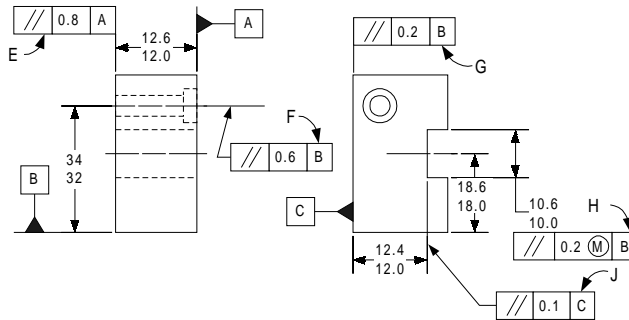 // 0.8 A
E
12.6
12.0
A
// 0.2 B
G
F
// 0.6 B
34
32
B
C
18.6
18.0
10.6
10.0
H
// 0.2 Ⓜ B
12.4
12.0
J
// 0.1 C